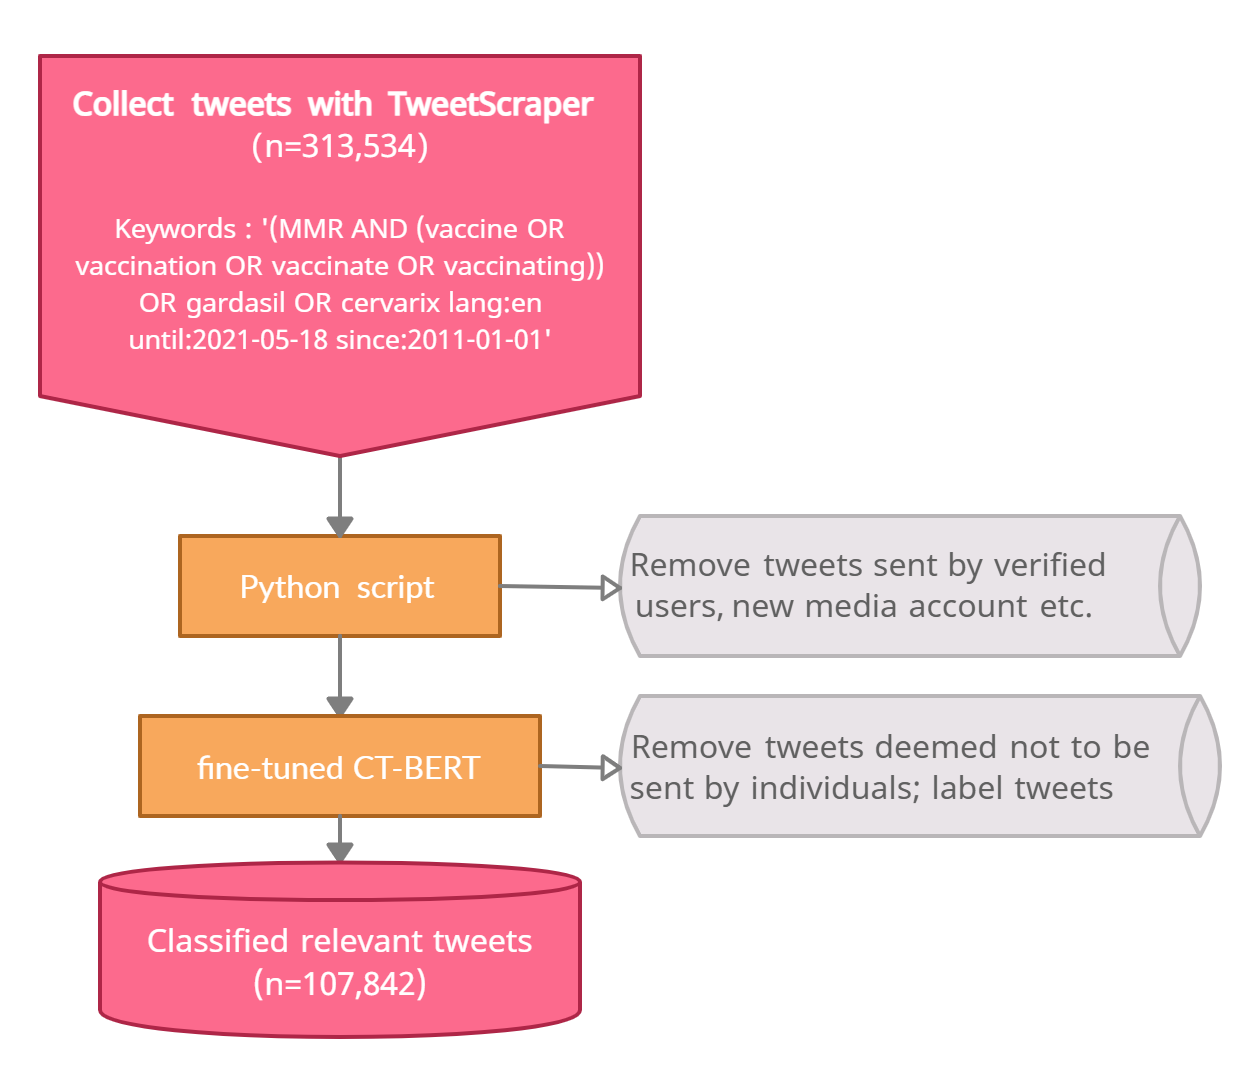 Collect tweets with TweetScraper
(n=313,534)
Keywords : '(MMR AND (vaccine OR
vaccination OR vaccinate OR vaccinating))
OR gardasil OR cervarix lang:en
until:2021-05-18 since:2011-01-01'
Python script
Remove tweets sent by verified
users, new media account etc.
fine-tuned CT-BERT
Remove tweets deemed not to be
sent by individuals; label tweets
Classified relevant tweets
(n=107,842)